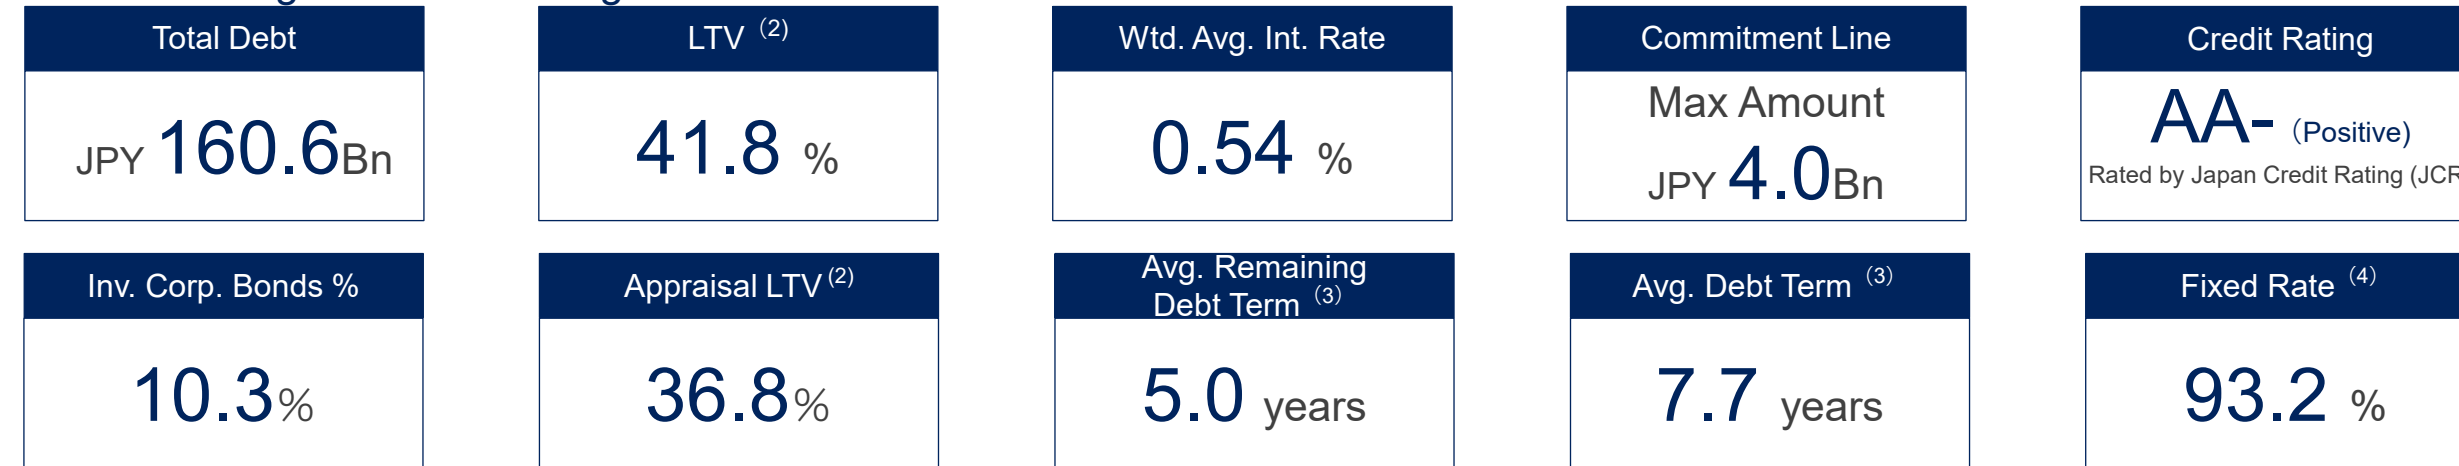 Total Debt
LTV (2)
Wtd. Avg. Int. Rate
Commitment Line
Credit Rating
JPY 160.6Bn
41.8 %
0.54 %
Max Amount
JPY 4.0Bn
AA- (Positive)
Rated by Japan Credit Rating (JCR
Inv. Corp. Bonds %
Appraisal LTV (2)
Avg. Remaining
Debt Term (3)
Avg. Debt Term (3)
Fixed Rate (4)
10.3%
36.8%
5.0 years
7.7 years
93.2 %